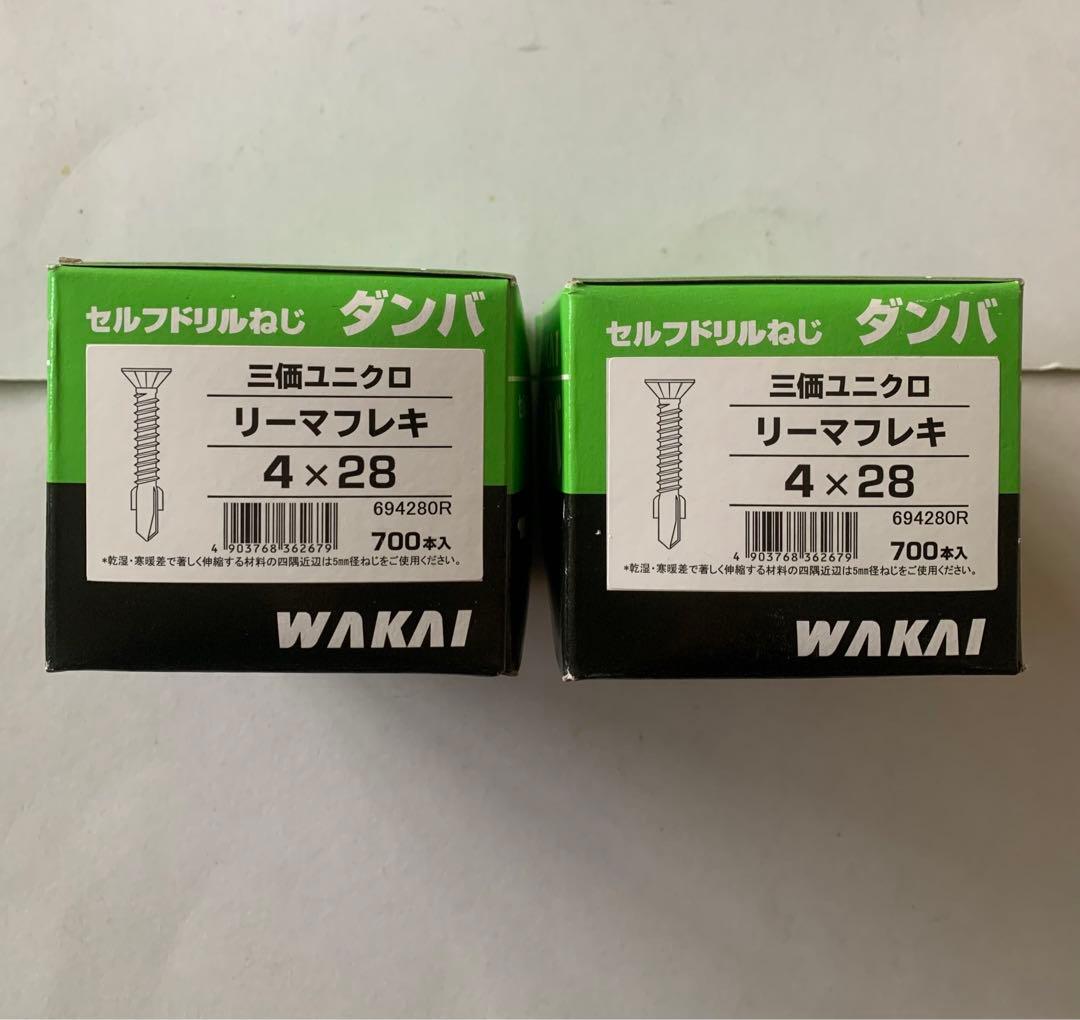 セルフドリルねじ ダンバ
三価ユニクロ
リーマフレキ
4×28
694280R
4 903768 362679
700本入
*乾湿・寒暖差で著しく伸縮する材料の四隅近辺は5mm径ねじをご使用ください。
WAKAI
セルフドリルねじ ダンバ
三価ユニクロ
リーマフレキ
4×28
694280R
4 903768 362679
700本入
*乾湿・寒暖差で著しく伸縮する材料の四隅近辺は5mm径ねじをご使用ください。
WAKAI